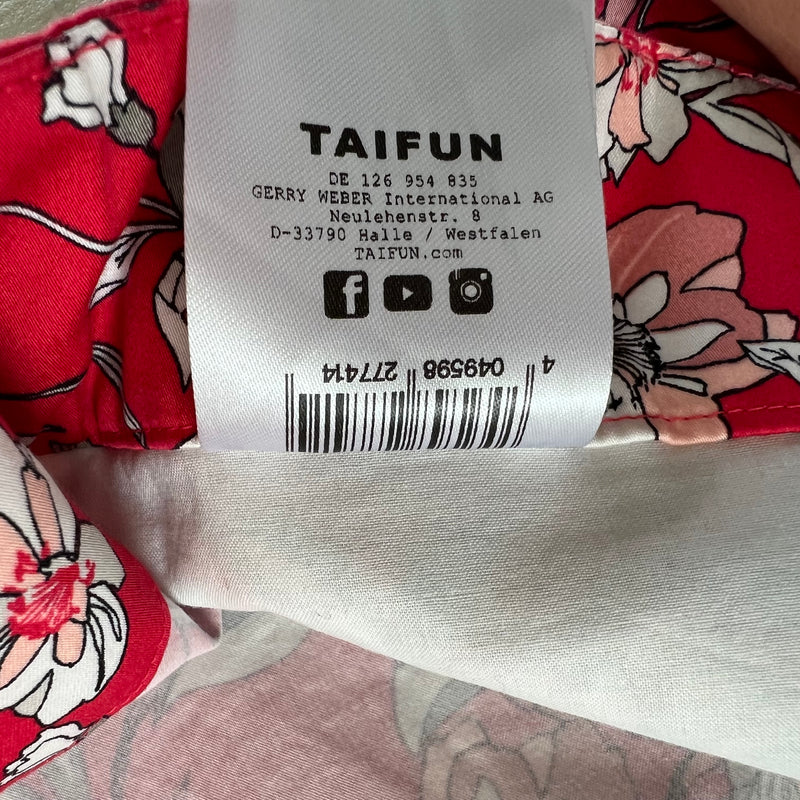 TAIFUN
DE 126 954 835
GERRY WEBER International AG
Neulehenstr. 8
D-33790 Halle / Westfalen
TAIFUN.com
4 049598 277414